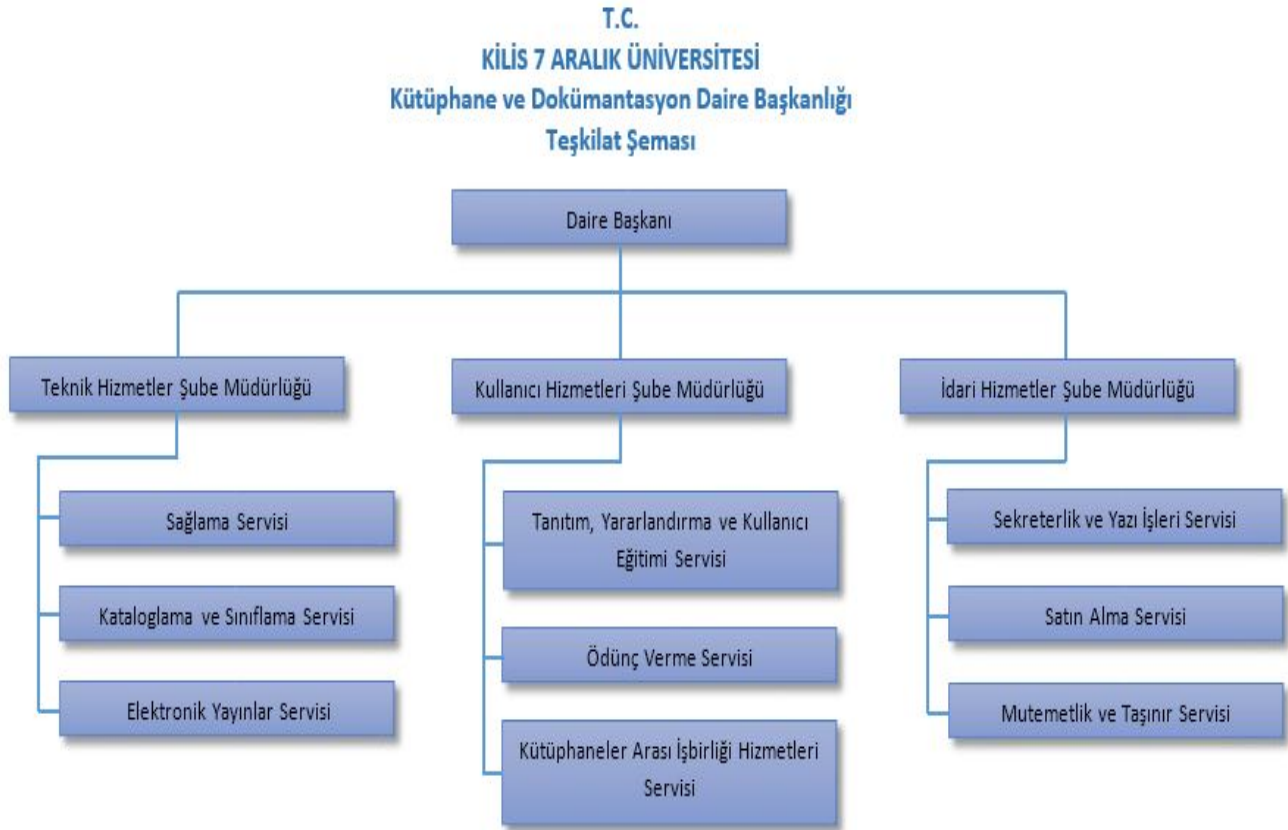 T.C.
KİLİS 7 ARALIK ÜNİVERSİTESİ
Kütüphane ve Dokümantasyon Daire Başkanlığı
Teşkilat Şeması
Daire Başkanı
Teknik Hizmetler Şube Müdürlüğü
Sağlama Servisi
Kataloglama ve Sınıflama Servisi
Elektronik Yayınlar Servisi
Kullanıcı Hizmetleri Şube Müdürlüğü
Tanıtım, Yararlandırma ve Kullanıcı
Eğitimi Servisi
Ödünç Verme Servisi
Kütüphaneler Arası İşbirliği Hizmetleri
Servisi
İdari Hizmetler Şube Müdürlüğü
Sekreterlik ve Yazı İşleri Servisi
Satın Alma Servisi
Mutemetlik ve Taşınır Servisi